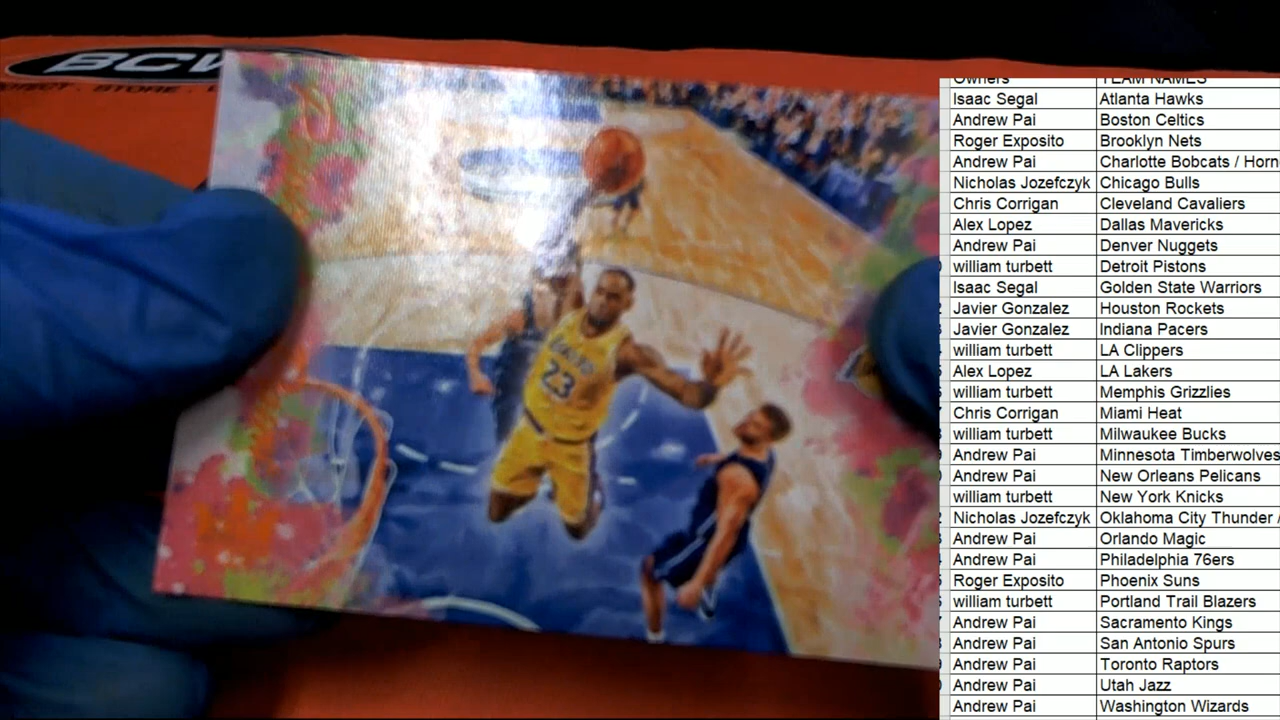 BCW
Owners TEAM NAMES
Isaac Segal Atlanta Hawks
Andrew Pai Boston Celtics
Roger Exposito Brooklyn Nets
Andrew Pai Charlotte Bobcats / Horn
Nicholas Jozefczyk Chicago Bulls
Chris Corrigan Cleveland Cavaliers
Alex Lopez Dallas Mavericks
Andrew Pai Denver Nuggets
william turbett Detroit Pistons
Isaac Segal Golden State Warriors
Javier Gonzalez Houston Rockets
Javier Gonzalez Indiana Pacers
william turbett LA Clippers
Alex Lopez LA Lakers
william turbett Memphis Grizzlies
Chris Corrigan Miami Heat
william turbett Milwaukee Bucks
Andrew Pai Minnesota Timberwolves
Andrew Pai New Orleans Pelicans
william turbett New York Knicks
Nicholas Jozefczyk Oklahoma City Thunder /
Andrew Pai Orlando Magic
Andrew Pai Philadelphia 76ers
Roger Exposito Phoenix Suns
william turbett Portland Trail Blazers
Andrew Pai Sacramento Kings
Andrew Pai San Antonio Spurs
Andrew Pai Toronto Raptors
Andrew Pai Utah Jazz
Andrew Pai Washington Wizards
23